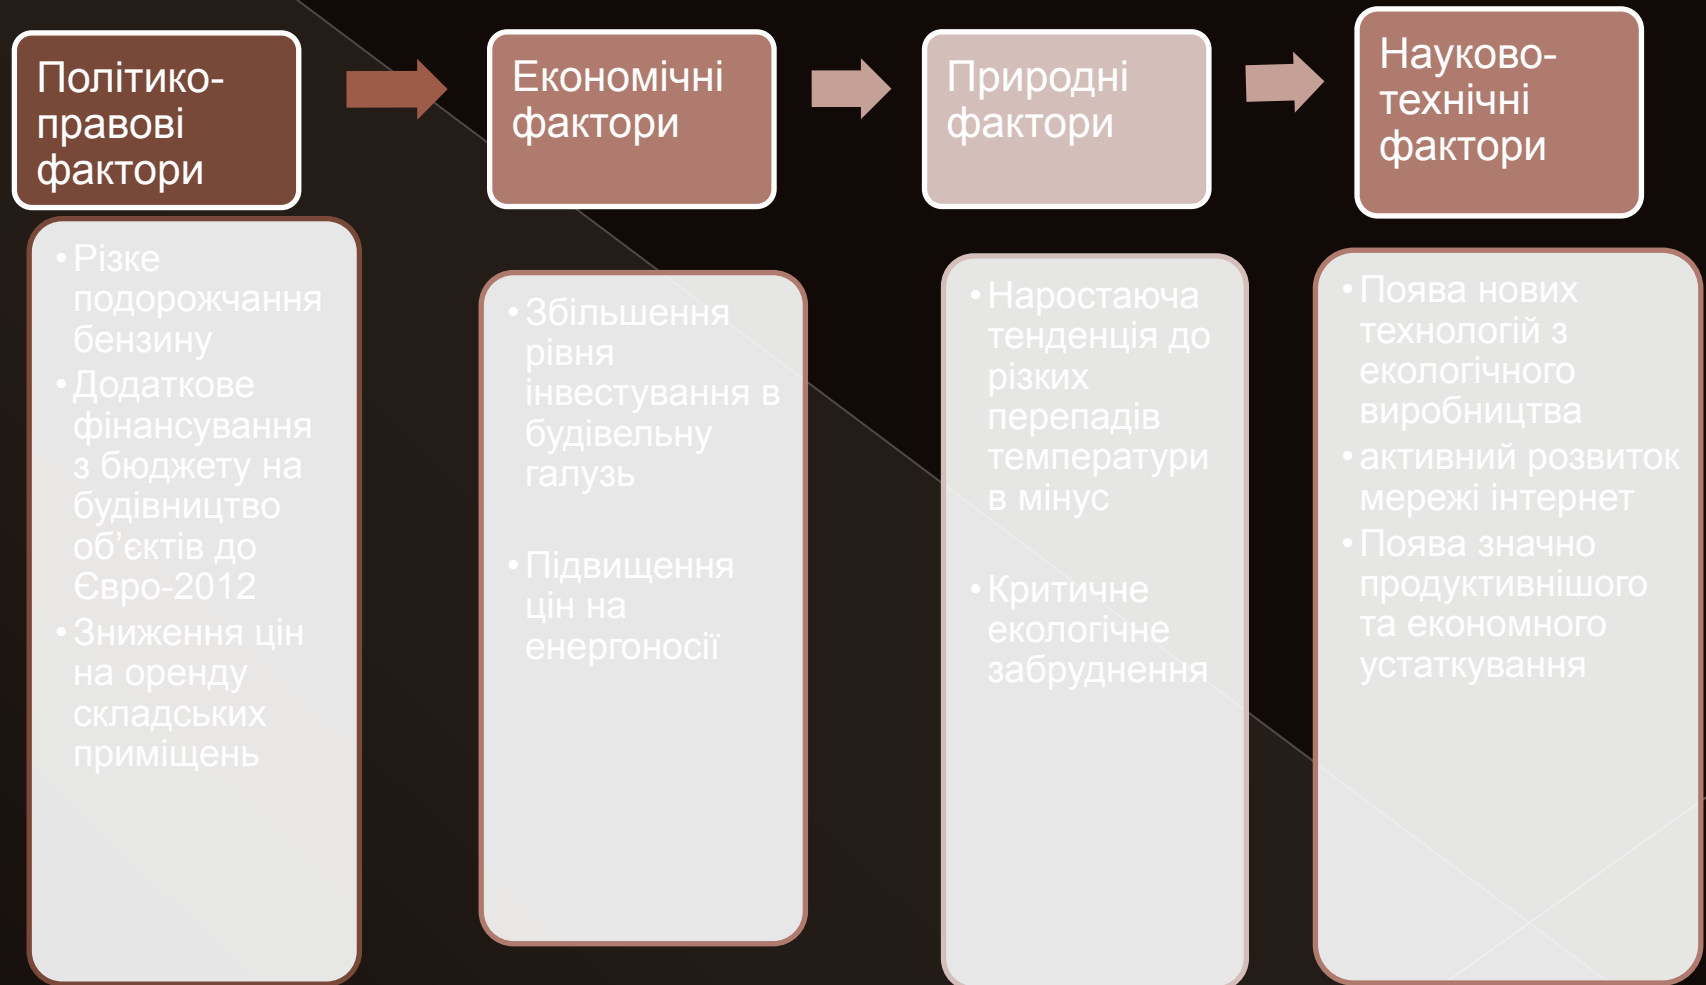 Політико-
правові
фактори
• Різке
подорожчання
бензину
• Додаткове
фінансування
з бюджету на
будівництво
об’єктів до
Євро-2012
• Зниження цін
на оренду
складських
приміщень
Економічні
фактори
• Збільшення
рівня
інвестування в
будівельну
галузь
• Підвищення
цін на
енергоносії
Природні
фактори
• Наростаюча
тенденція до
різких
перепадів
температури
в мінус
• Критичне
екологічне
забруднення
Науково-
технічні
фактори
• Поява нових
технологій з
екологічного
виробництва
• активний розвиток
мережі інтернет
• Поява значно
продуктивнішого
та економного
устаткування